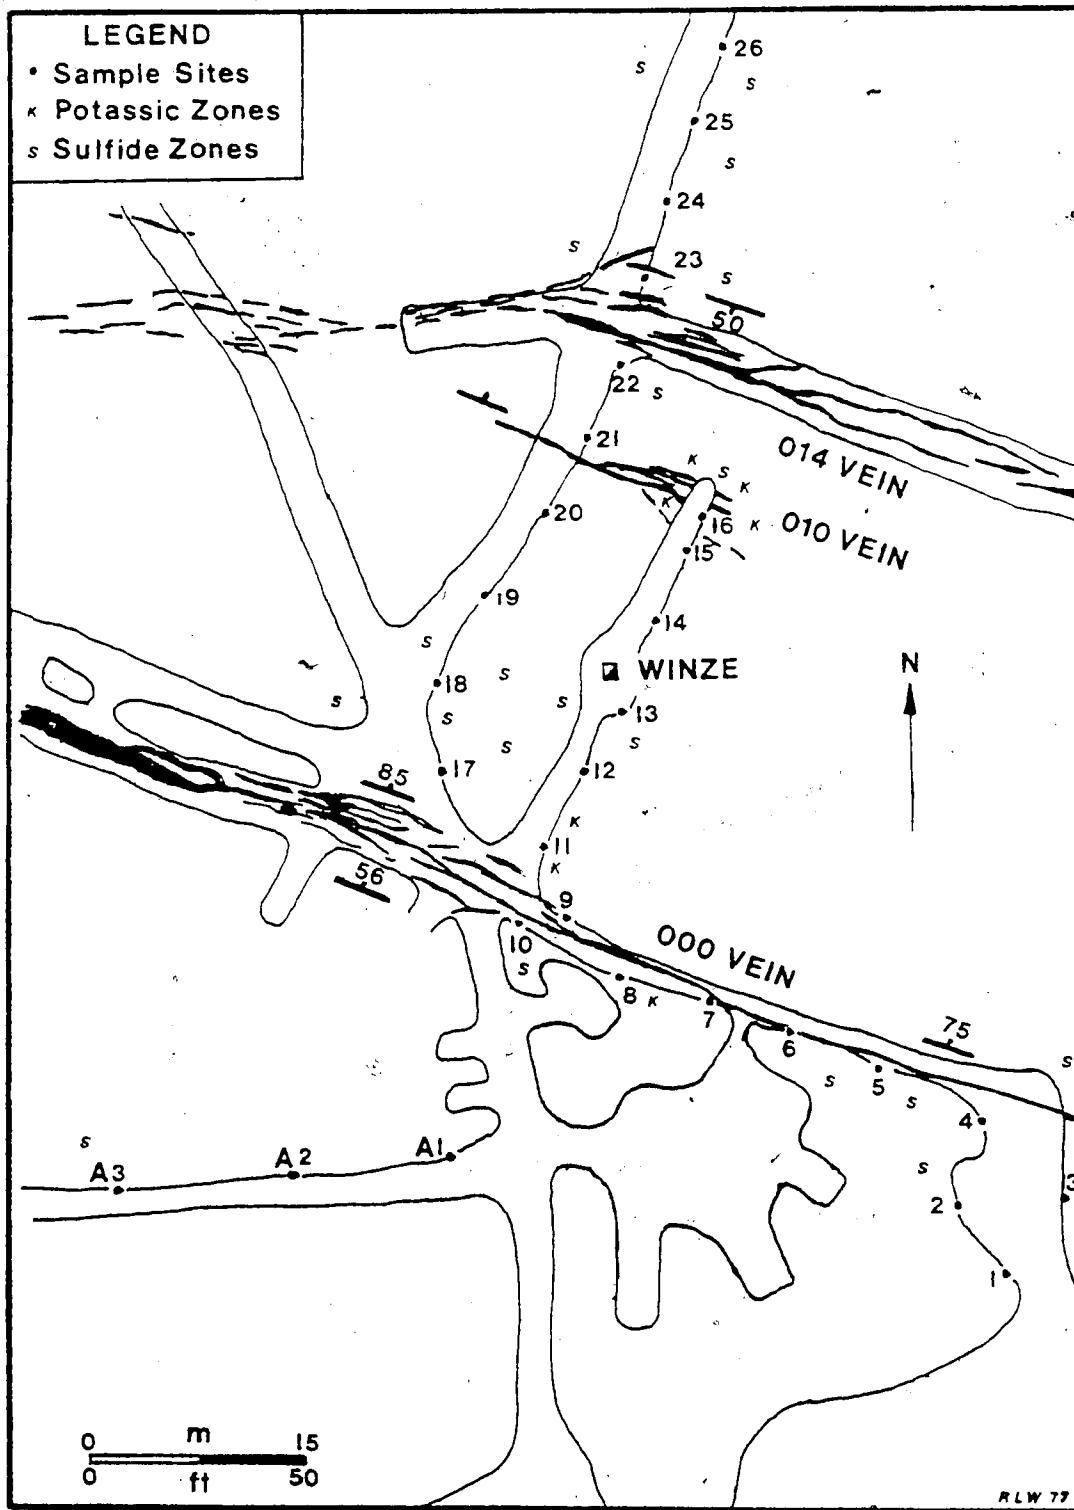 LEGEND
• Sample Sites
K Potassic Zones
S Sulfide Zones
26
S
S
25
S
24
S
23
S
50
22
S
21
014 VEIN
K
S
K
K
20
16
K
010 VEIN
15
19
14
S
N
WINZE
18
S
S
S
13
S
S
S
17
12
85
K
11
K
56
9
10
000 VEIN
S
8
K
7
6
75
S
5
S
S
4
S
A1
A2
A3
S
3
2
1
0 m 15
0 ft 50
RLW 77